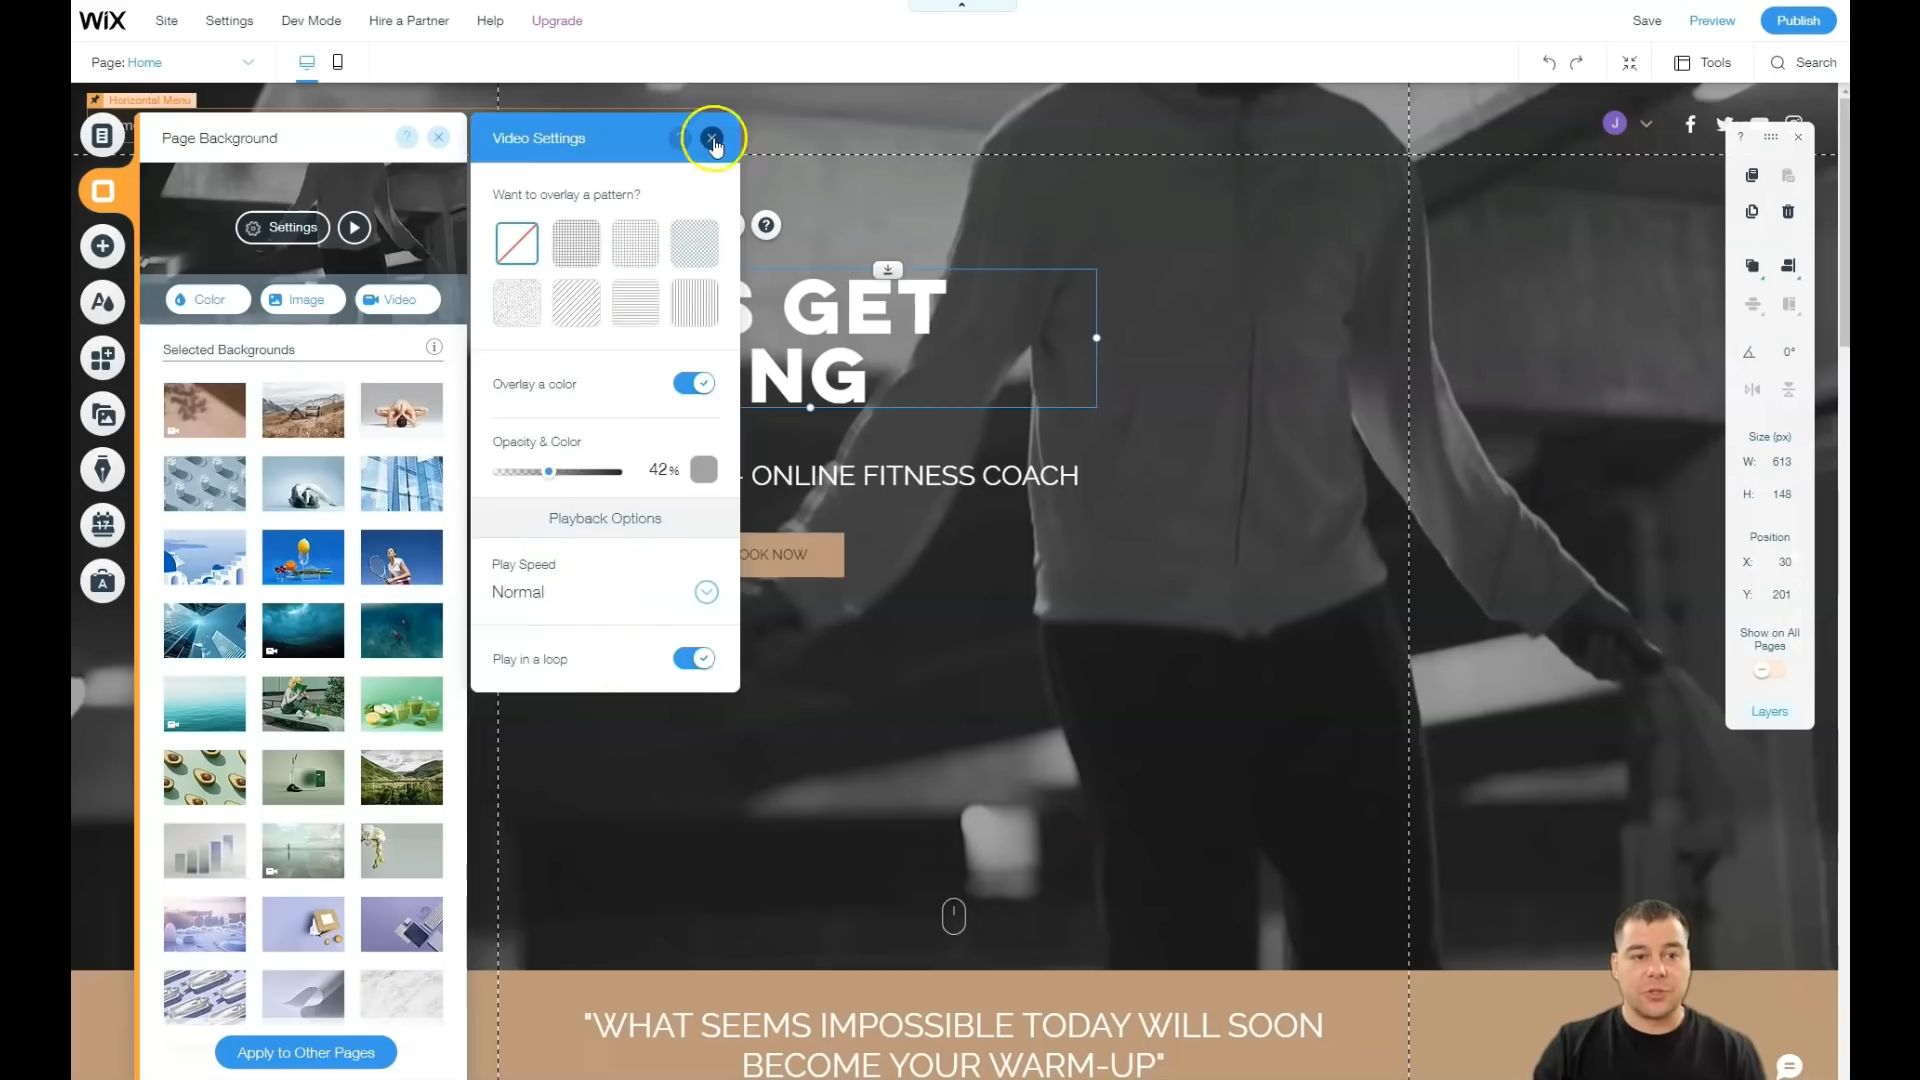 WiX Site Settings Dev Mode Hire a Partner Help Upgrade Save Preview Publish
Page: Home Tools Search
Horizontal Menu
J
Page Background ? ×
Settings
Color Image Video
Selected Backgrounds
Apply to Other Pages
Video Settings
Want to overlay a pattern?
Overlay a color
Opacity & Color
42%
Playback Options
Play Speed
Normal
Play in a loop
?
S GET
NG
- ONLINE FITNESS COACH
OOK NOW
"WHAT SEEMS IMPOSSIBLE TODAY WILL SOON
BECOME YOUR WARM-UP"
? ×
0°
Size (px)
W: 613
H: 148
Position
X: 30
Y: 201
Show on All
Pages
Layers